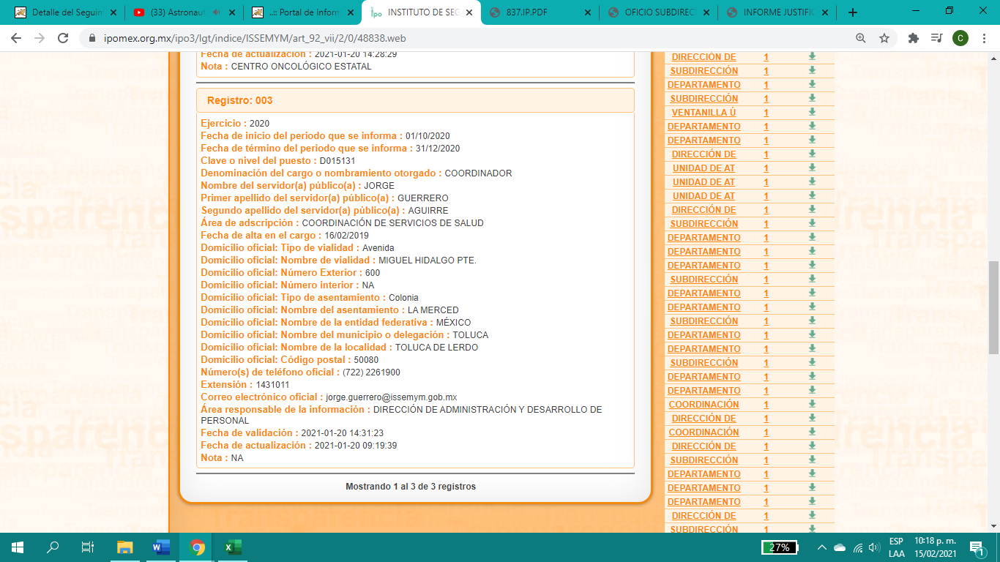 Detalle del Seguin
(33) Astronaut
..:: Portal de Inform
INSTITUTO DE SEG
837.IP.PDF
OFICIO SUBDIREC
INFORME JUSTIFIC
ipomex.org.mx/ipo3/lgt/indice/ISSEMYM/art_92_vii/2/0/48838.web
C
Fecha de actualización : 2021-01-20 14:28:29
Nota : CENTRO ONCOLÓGICO ESTATAL
Registro: 003
Ejercicio : 2020
Fecha de inicio del periodo que se informa : 01/10/2020
Fecha de término del periodo que se informa : 31/12/2020
Clave o nivel del puesto : D015131
Denominación del cargo o nombramiento otorgado : COORDINADOR
Nombre del servidor(a) público(a) : JORGE
Primer apellido del servidor(a) público(a) : GUERRERO
Segundo apellido del servidor(a) público(a) : AGUIRRE
Área de adscripción : COORDINACIÓN DE SERVICIOS DE SALUD
Fecha de alta en el cargo : 16/02/2019
Domicilio oficial: Tipo de vialidad : Avenida
Domicilio oficial: Nombre de vialidad : MIGUEL HIDALGO PTE.
Domicilio oficial: Número Exterior : 600
Domicilio oficial: Número interior : NA
Domicilio oficial: Tipo de asentamiento : Colonia
Domicilio oficial: Nombre del asentamiento : LA MERCED
Domicilio oficial: Nombre de la entidad federativa : MÉXICO
Domicilio oficial: Nombre del municipio o delegación : TOLUCA
Domicilio oficial: Nombre de la localidad : TOLUCA DE LERDO
Domicilio oficial: Código postal : 50080
Número(s) de teléfono oficial : (722) 2261900
Extensión : 1431011
Correo electrónico oficial : jorge.guerrero@issemym.gob.mx
Área responsable de la información : DIRECCIÓN DE ADMINISTRACIÓN Y DESARROLLO DE
PERSONAL
Fecha de validación : 2021-01-20 14:31:23
Fecha de actualización : 2021-01-20 09:19:39
Nota : NA
Mostrando 1 al 3 de 3 registros
DIRECCIÓN DE 1
SUBDIRECCIÓN 1
DEPARTAMENTO 1
SUBDIRECCIÓN 1
VENTANILLA Ú 1
DEPARTAMENTO 1
DEPARTAMENTO 1
DIRECCIÓN DE 1
UNIDAD DE AT 1
UNIDAD DE AT 1
UNIDAD DE AT 1
DIRECCIÓN DE 1
SUBDIRECCIÓN 1
DEPARTAMENTO 1
DEPARTAMENTO 1
DEPARTAMENTO 1
SUBDIRECCIÓN 1
DEPARTAMENTO 1
DEPARTAMENTO 1
SUBDIRECCIÓN 1
DEPARTAMENTO 1
DEPARTAMENTO 1
SUBDIRECCIÓN 1
DEPARTAMENTO 1
DEPARTAMENTO 1
COORDINACIÓN 1
DIRECCIÓN DE 1
COORDINACIÓN 1
DIRECCIÓN DE 1
SUBDIRECCIÓN 1
DEPARTAMENTO 1
DEPARTAMENTO 1
DEPARTAMENTO 1
DIRECCIÓN DE 1
SUBDIRECCIÓN 1
27%
ESP
LAA
10:18 p. m.
15/02/2021
1